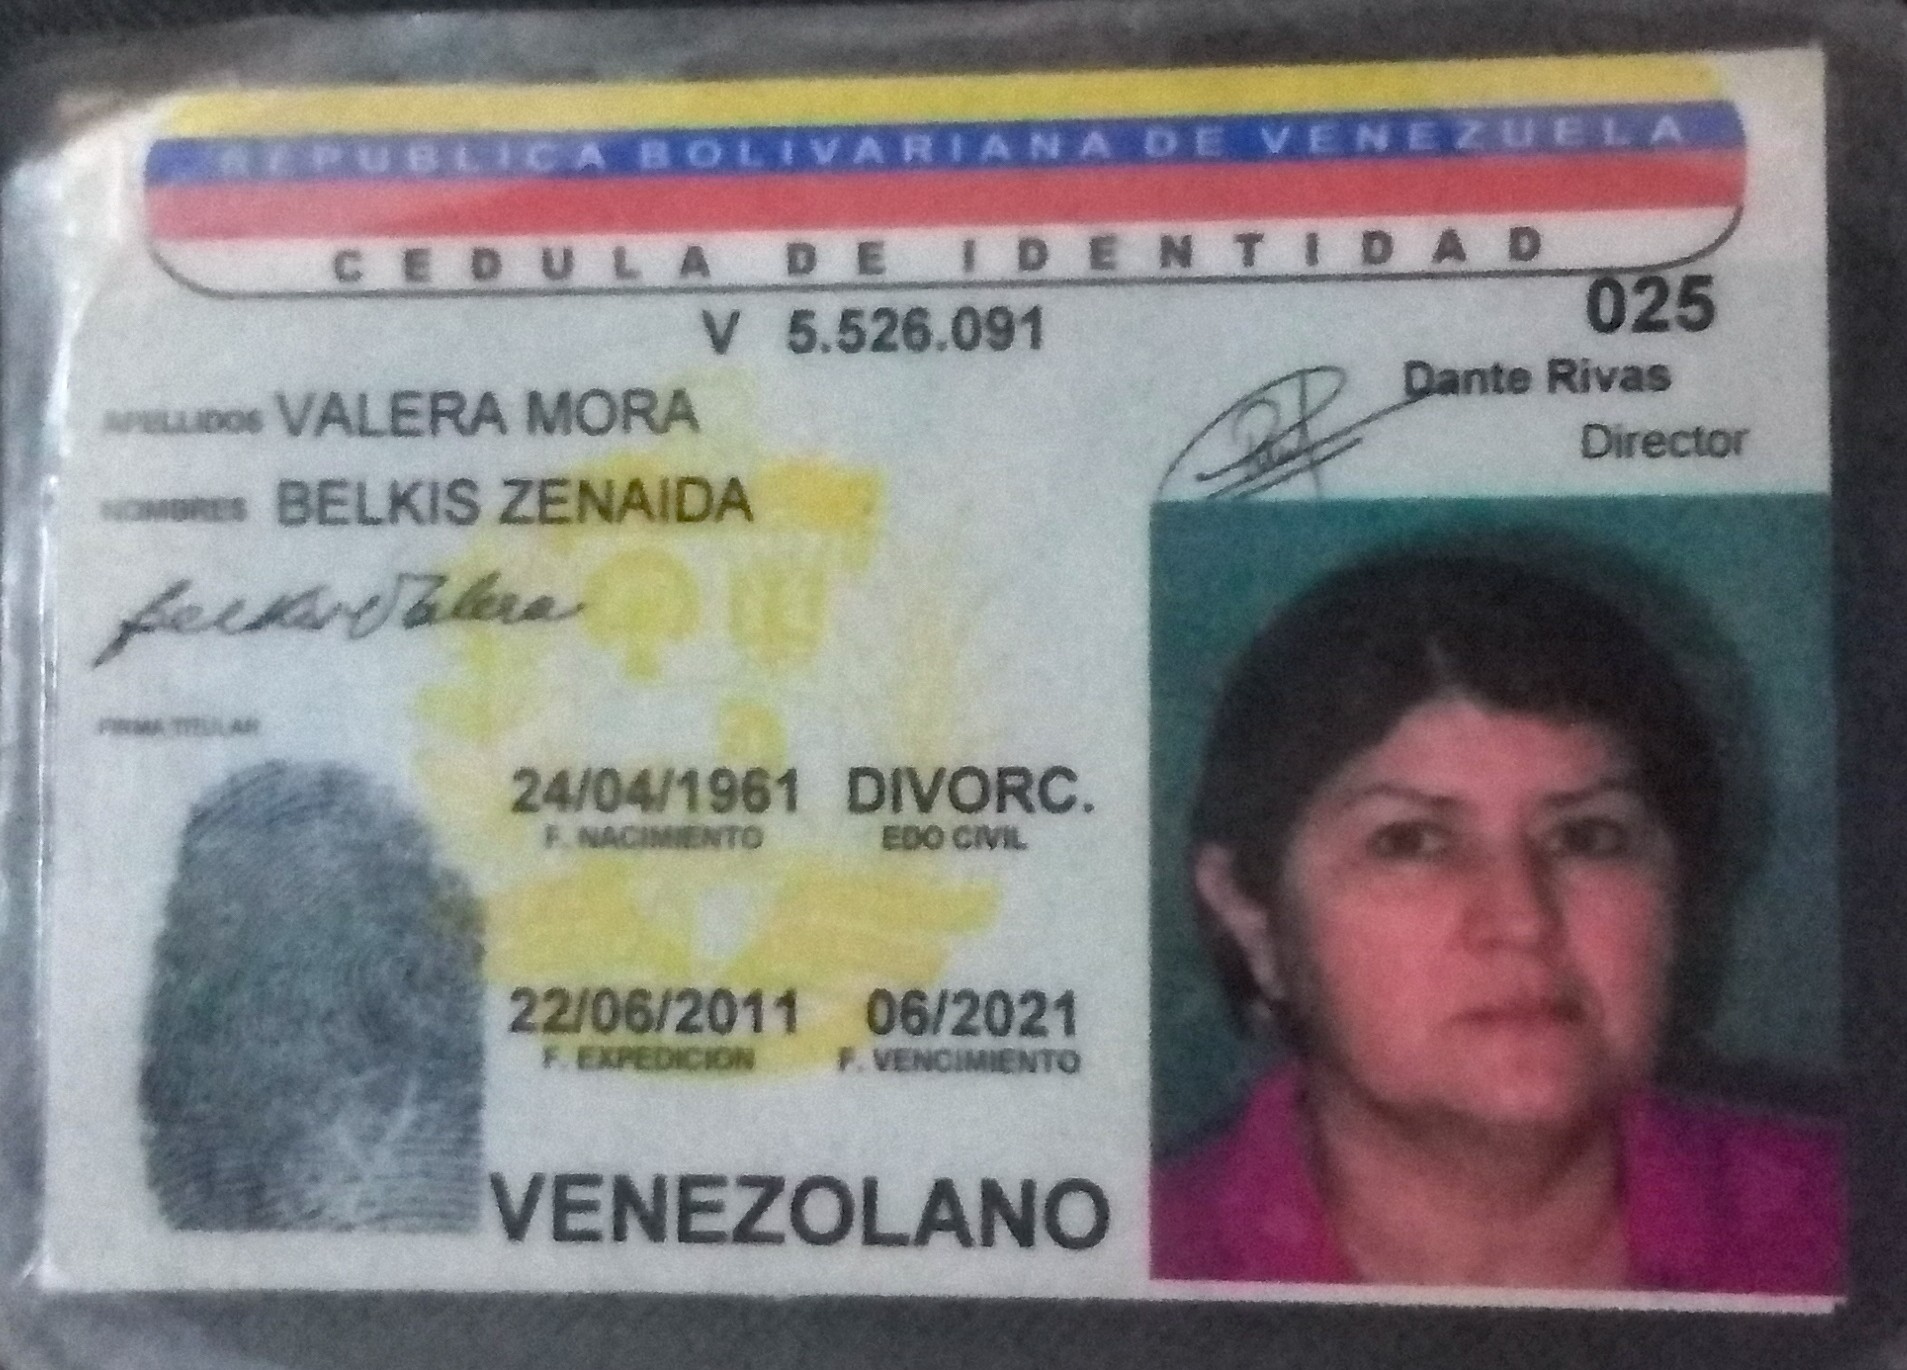 REPUBLICA BOLIVARIANA DE VENEZUELA
CEDULA DE IDENTIDAD
V 5.526.091
025
Dante Rivas
Director
APELLIDOS VALERA MORA
NOMBRES BELKIS ZENAIDA
Belkis Valera
FIRMA TITULAR
24/04/1961 DIVORC.
F. NACIMIENTO EDO CIVIL
22/06/2011 06/2021
F. EXPEDICION F. VENCIMIENTO
VENEZOLANO